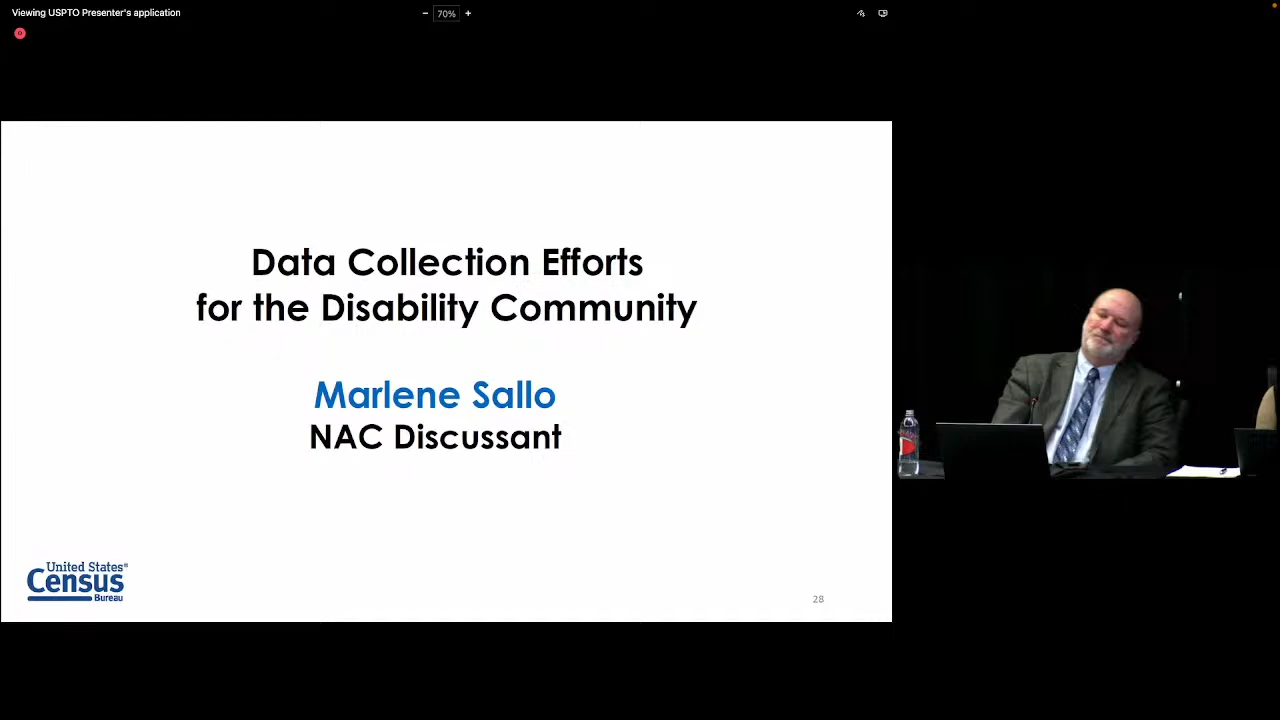 Viewing USPTO Presenter's application
− 70% +
Data Collection Efforts
for the Disability Community
Marlene Sallo
NAC Discussant
United States®
Census
Bureau
28